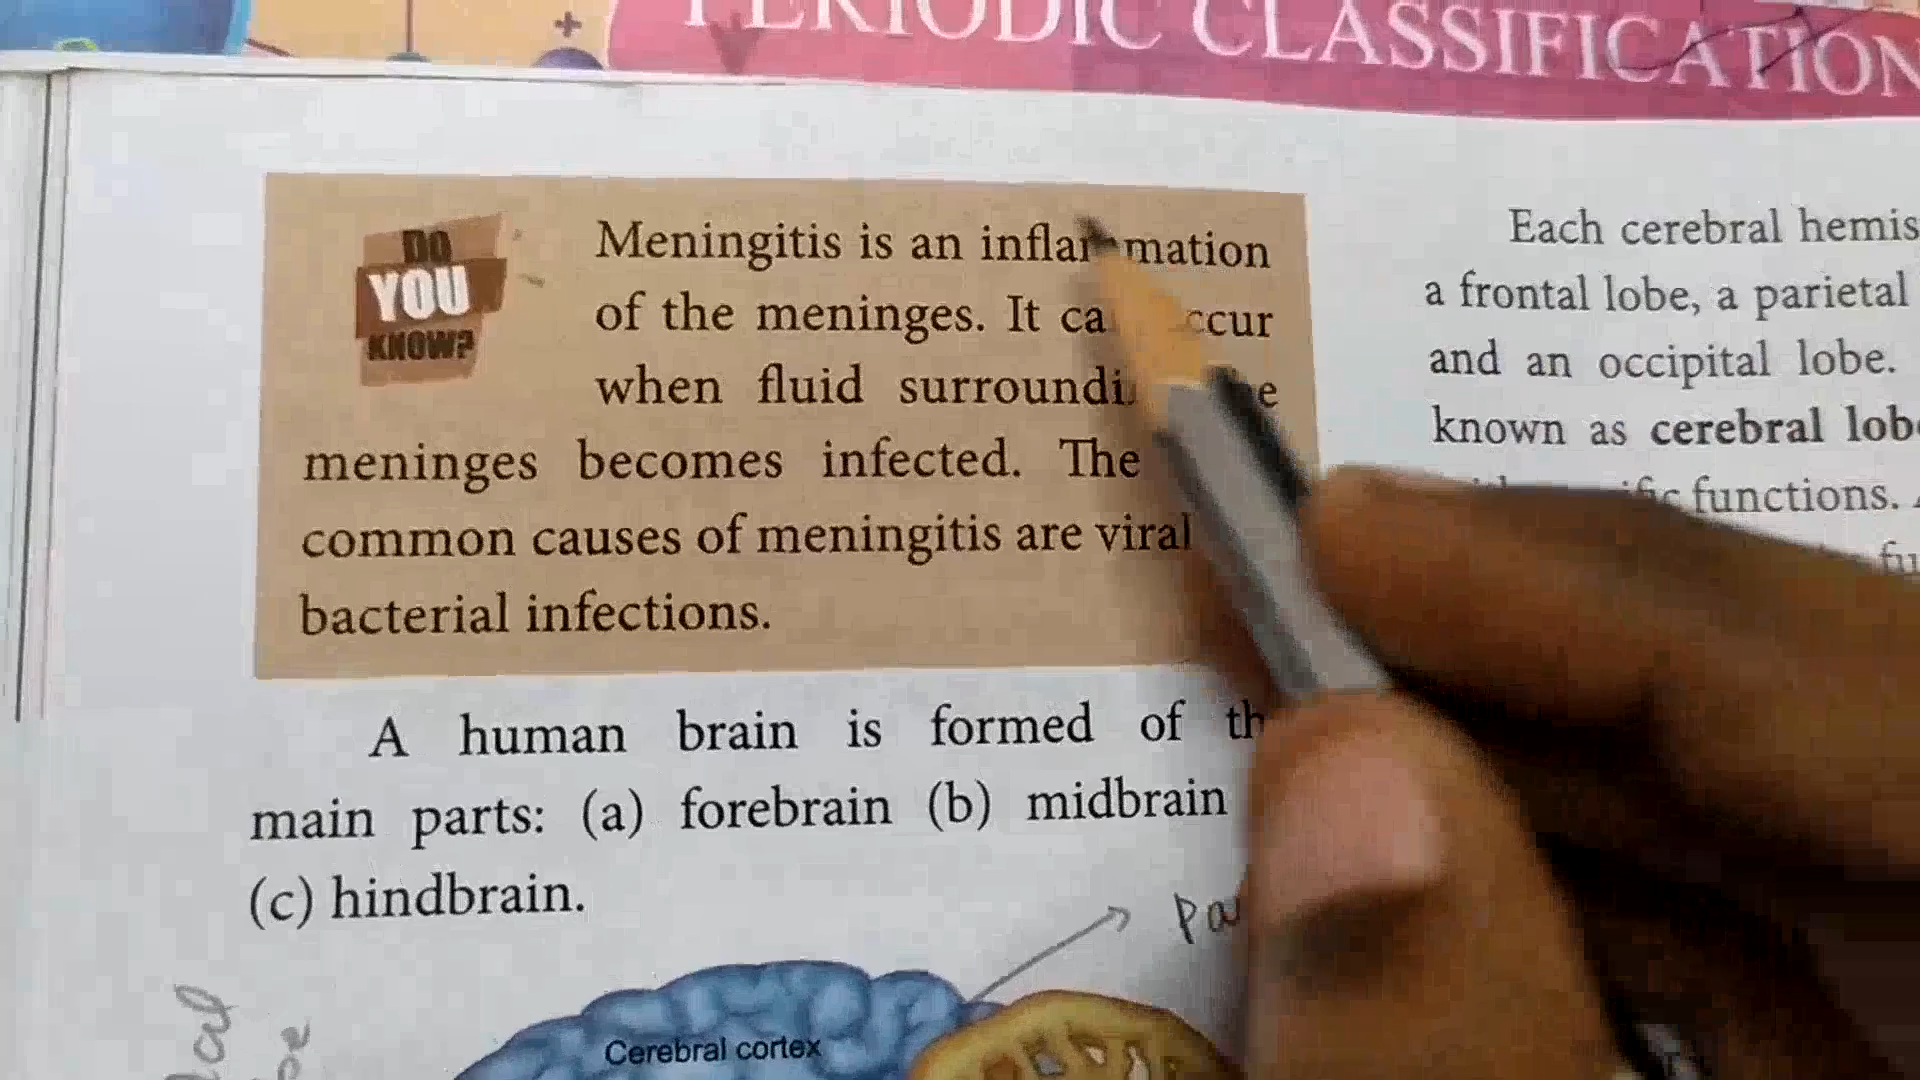 PERIODIC CLASSIFICATION
DO
YOU
KNOW?
Meningitis is an inflammation
of the meninges. It ca ccur
when fluid surroundi e
meninges becomes infected. The
common causes of meningitis are viral
bacterial infections.
A human brain is formed of th
main parts: (a) forebrain (b) midbrain
(c) hindbrain.
Pa
Cerebral cortex
Each cerebral hemis
a frontal lobe, a parietal
and an occipital lobe.
known as cerebral lob
functions.
fu